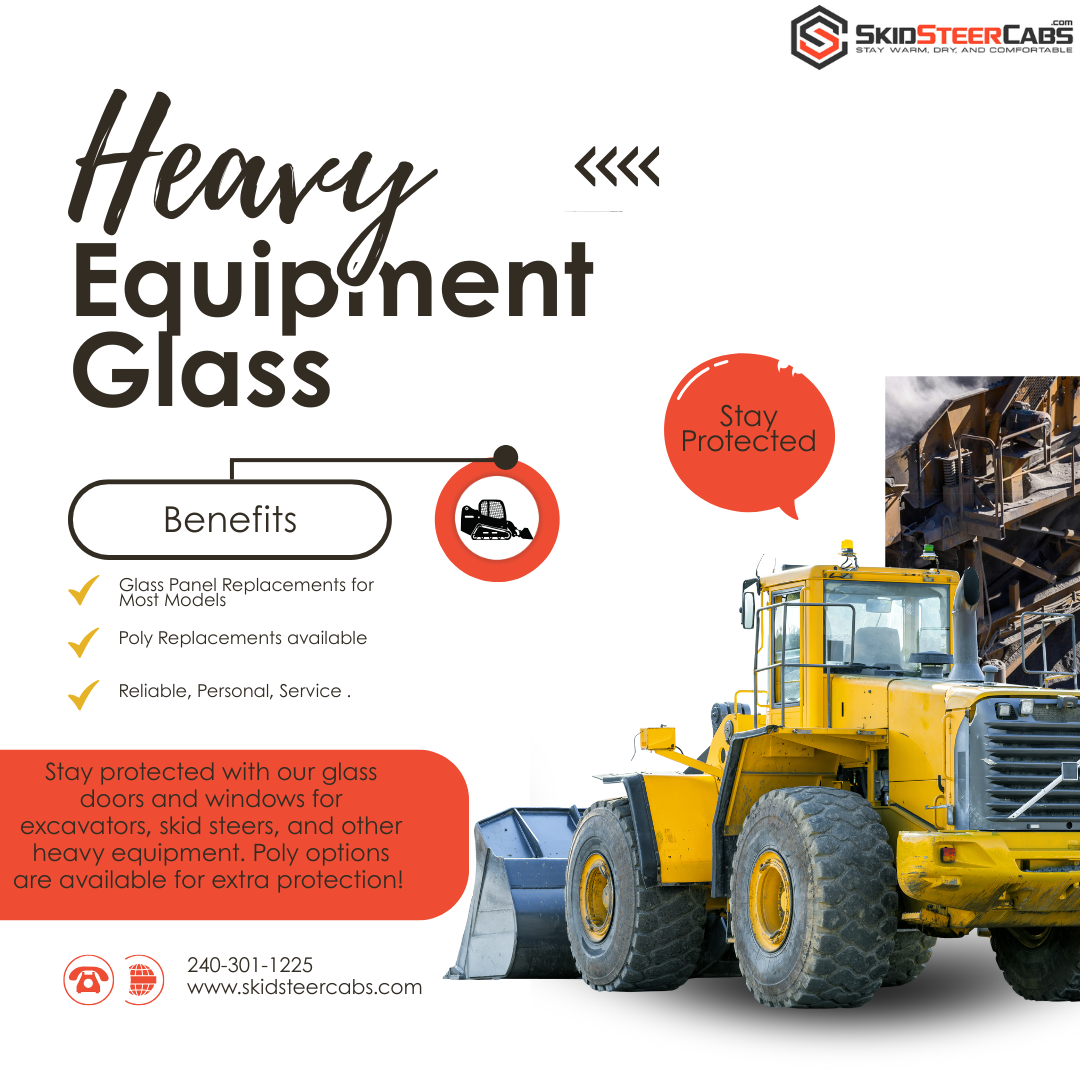 SKIDSTEERCABS.com
STAY WARM, DRY, AND COMFORTABLE
Heavy
Equipment
Glass
Stay
Protected
Benefits
Glass Panel Replacements for
Most Models
Poly Replacements available
Reliable, Personal, Service .
Stay protected with our glass
doors and windows for
excavators, skid steers, and other
heavy equipment. Poly options
are available for extra protection!
240-301-1225
www.skidsteercabs.com